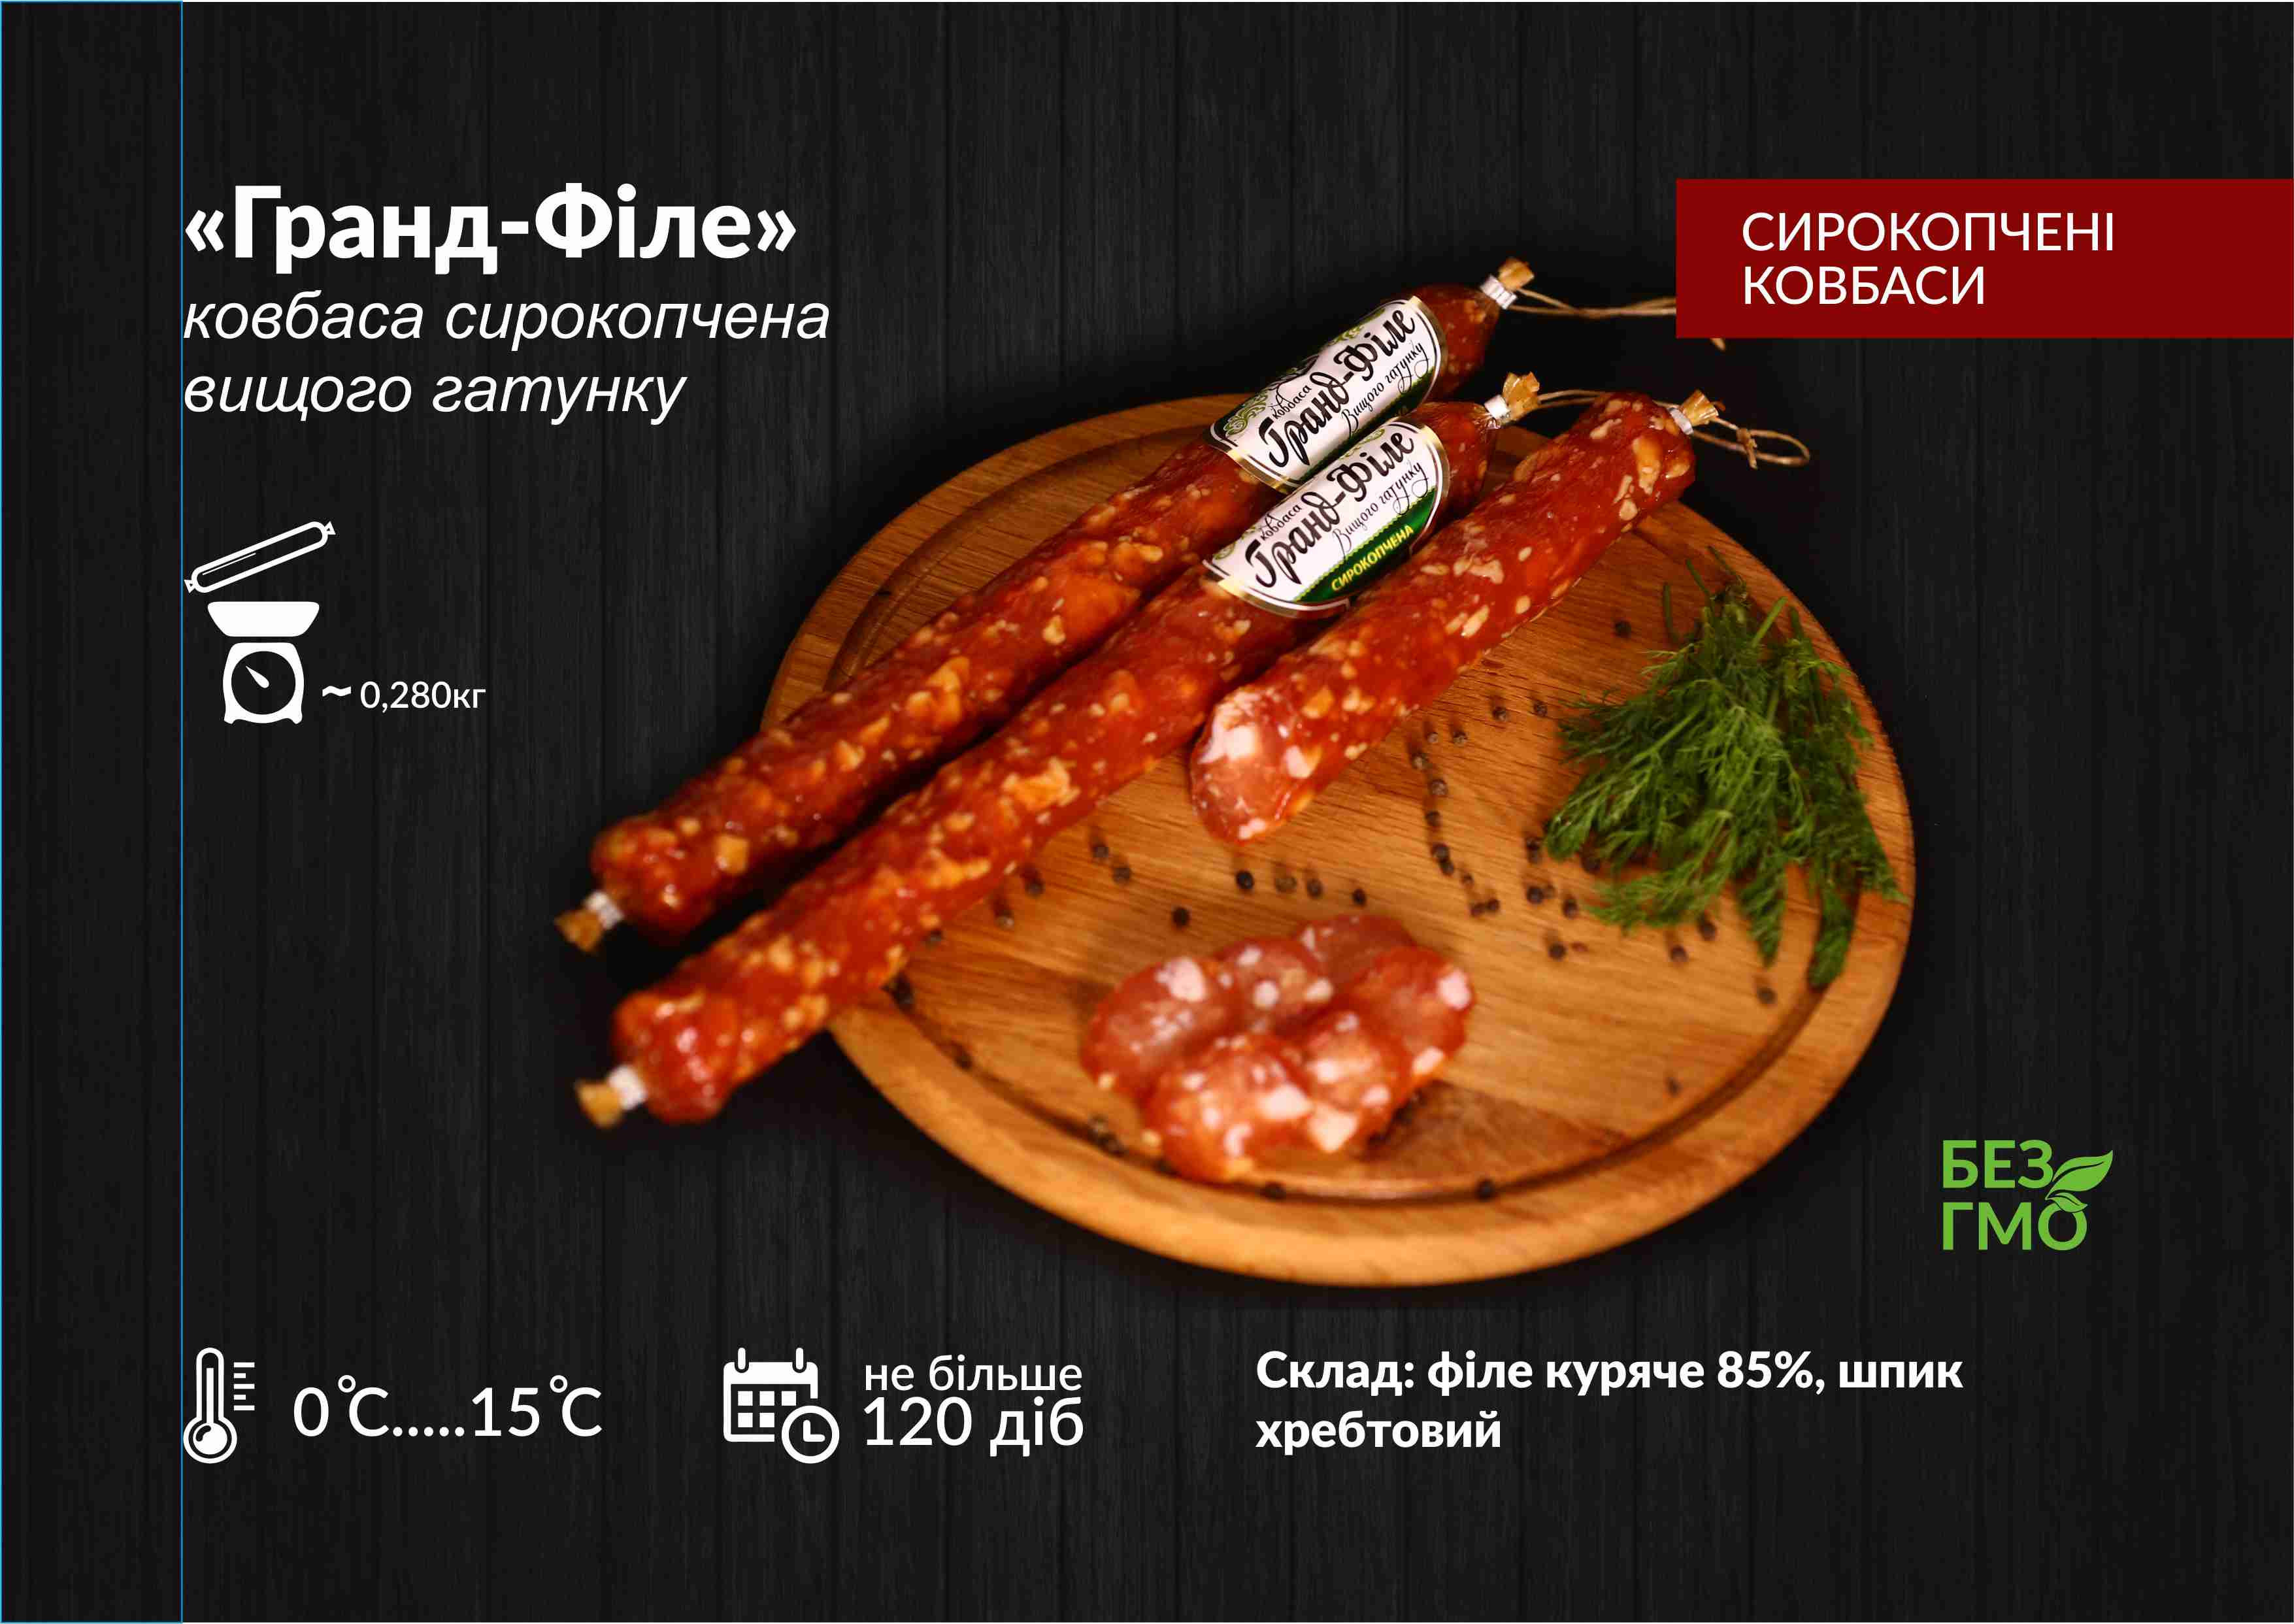 «Гранд-Філе»
ковбаса сирокопчена
вищого гатунку
СИРОКОПЧЕНІ
КОВБАСИ
ковбаса
Гранд-Філе
Вищого гатунку
ковбаса
Гранд-Філе
Вищого гатунку
СИРОКОПЧЕНА
~ 0,280кг
БЕЗ
ГМО
0°C.....15°C
не більше
120 діб
Склад: філе куряче 85%, шпик
хребтовий